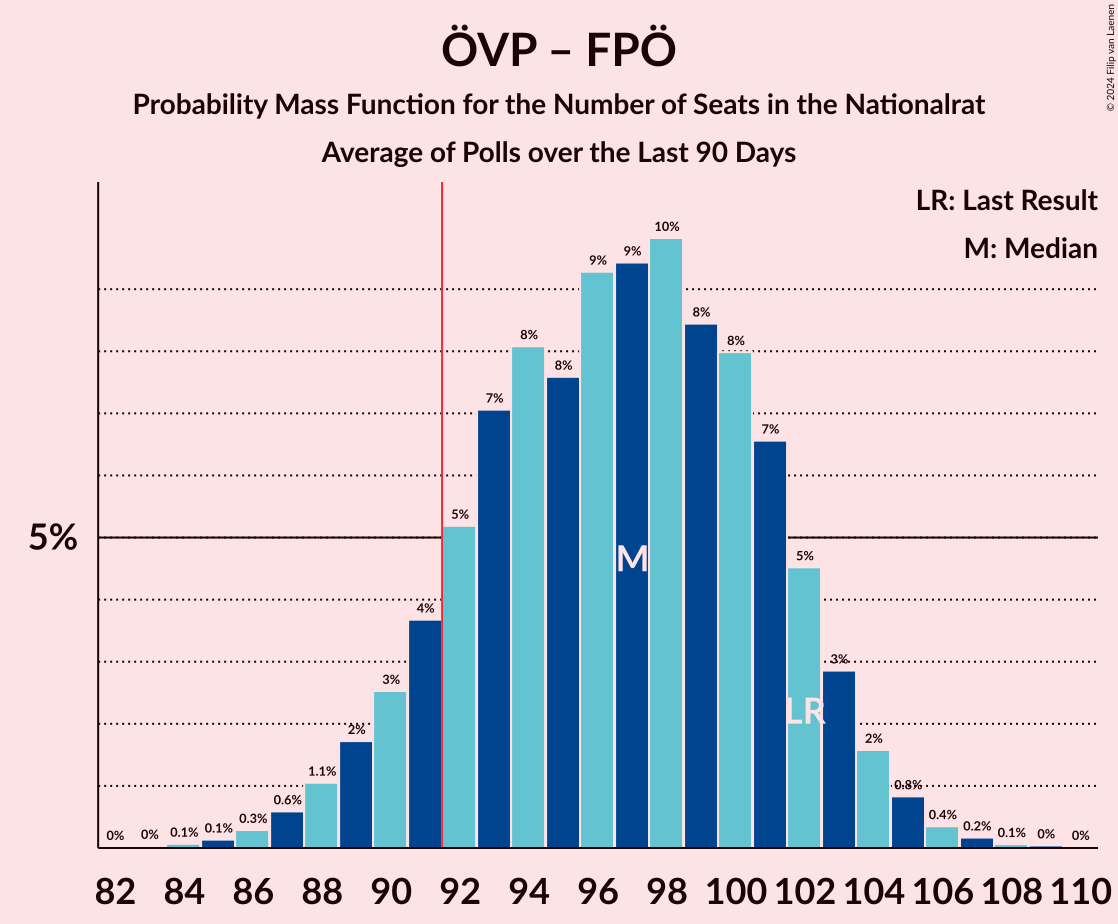 ÖVP – FPÖ
Probability Mass Function for the Number of Seats in the Nationalrat
Average of Polls over the Last 90 Days
© 2024 Filip van Laenen
LR: Last Result
M: Median
5%
0% 0% 0.1% 0.1% 0.3% 0.6% 1.1% 2% 3% 4% 5% 7% 8% 8% 9% 9% 10% 8% 8% 7% 5% 3% 2% 0.8% 0.4% 0.2% 0.1% 0% 0%
M
LR
82 84 86 88 90 92 94 96 98 100 102 104 106 108 110